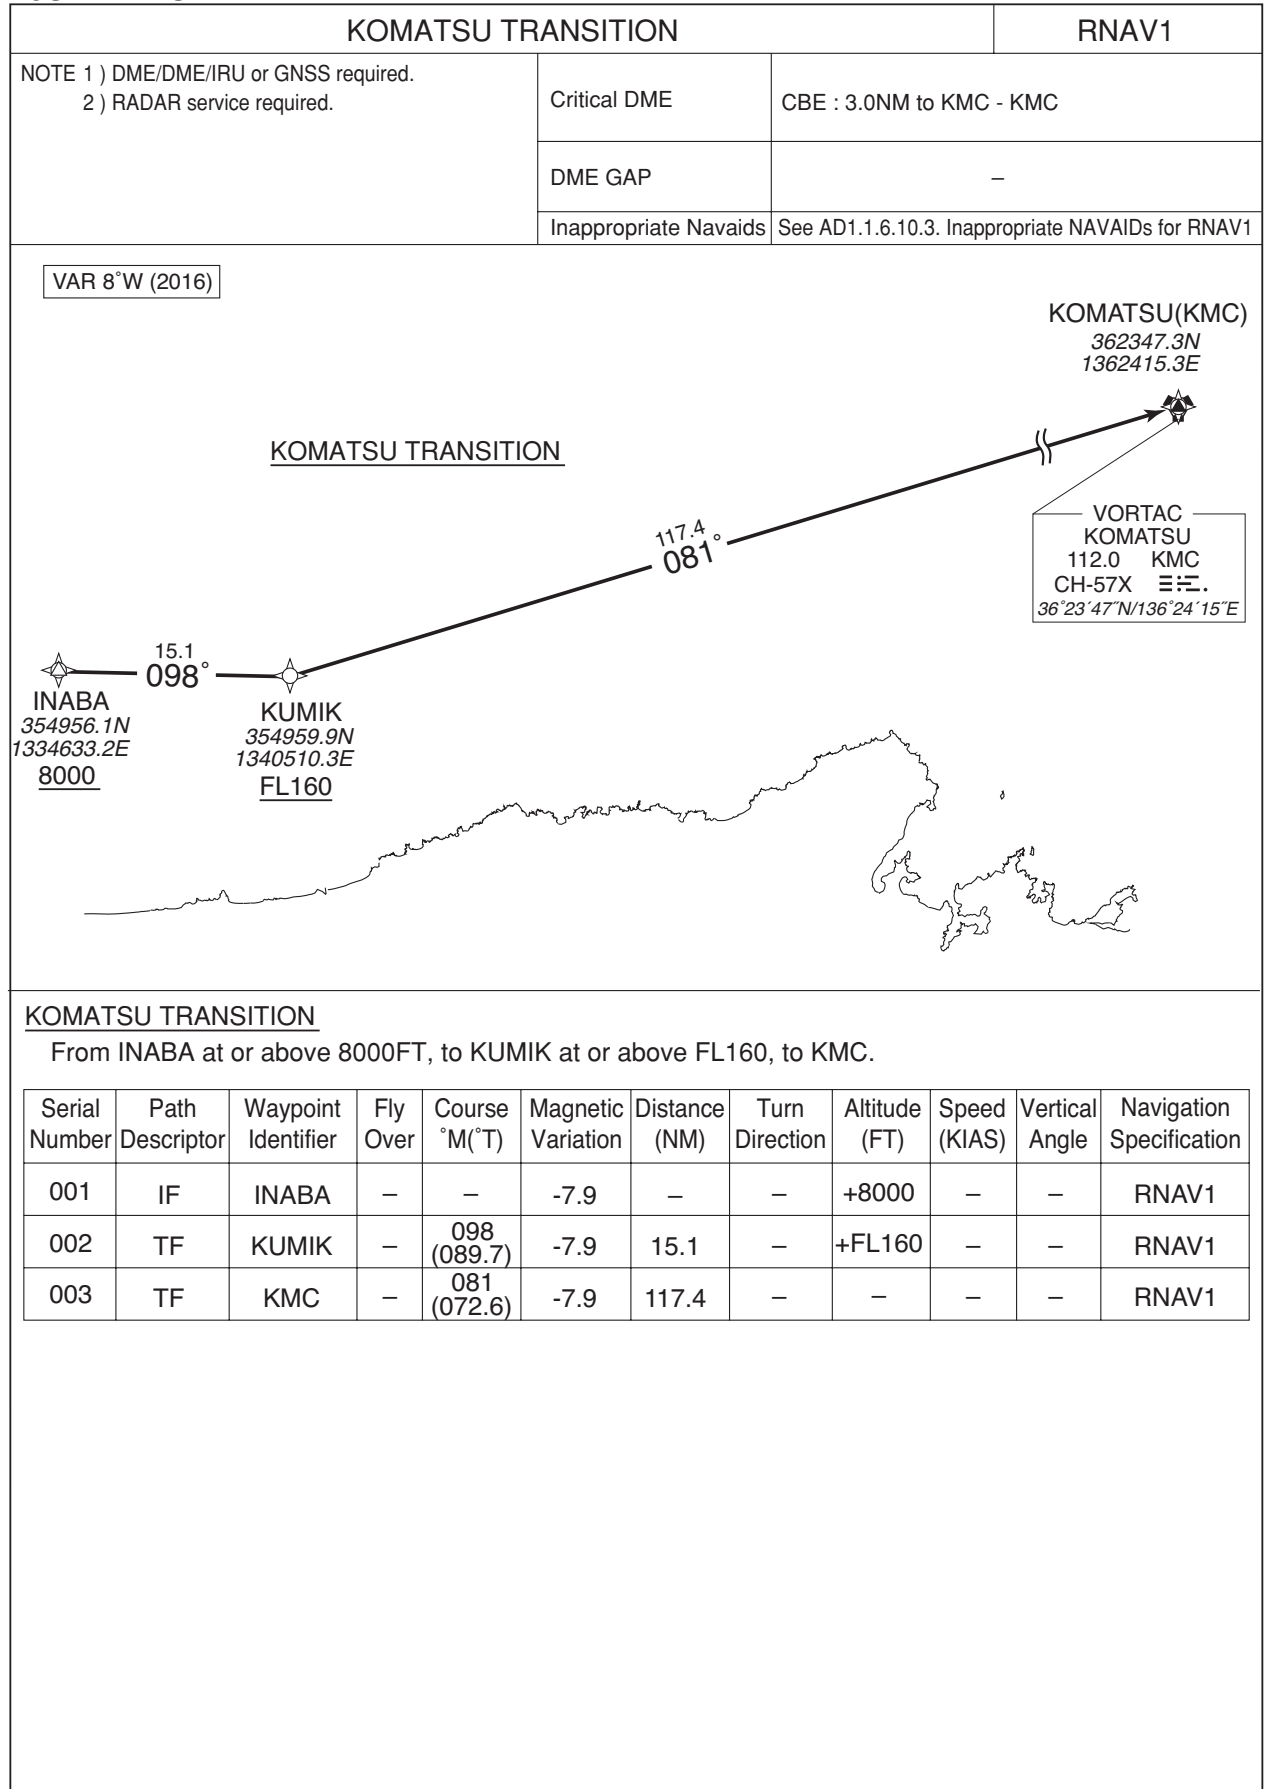 KOMATSU TRANSITION
RNAV1
NOTE 1 ) DME/DME/IRU or GNSS required.
2 ) RADAR service required.
Critical DME
CBE : 3.0NM to KMC - KMC
DME GAP
–
Inappropriate Navaids
See AD1.1.6.10.3. Inappropriate NAVAIDs for RNAV1
VAR 8°W (2016)
KOMATSU(KMC)
362347.3N
1362415.3E
KOMATSU TRANSITION
117.4
081°
VORTAC
KOMATSU
112.0 KMC
CH-57X
36°23´47˝N/136°24´15˝E
15.1
098°
INABA
354956.1N
1334633.2E
8000
KUMIK
354959.9N
1340510.3E
FL160
KOMATSU TRANSITION
From INABA at or above 8000FT, to KUMIK at or above FL160, to KMC.
Serial Number Path Descriptor Waypoint Identifier Fly Over Course °M(°T) Magnetic Variation Distance (NM) Turn Direction Altitude (FT) Speed (KIAS) Vertical Angle Navigation Specification
001 IF INABA – – -7.9 – – +8000 – – RNAV1
002 TF KUMIK – 098 (089.7) -7.9 15.1 – +FL160 – – RNAV1
003 TF KMC – 081 (072.6) -7.9 117.4 – – – – RNAV1